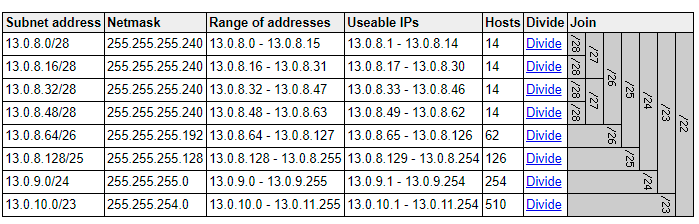 Subnet address Netmask Range of addresses Useable IPs Hosts Divide Join
13.0.8.0/28 255.255.255.240 13.0.8.0 - 13.0.8.15 13.0.8.1 - 13.0.8.14 14 Divide /28 /27 /26 /25 /24 /23 /22
13.0.8.16/28 255.255.255.240 13.0.8.16 - 13.0.8.31 13.0.8.17 - 13.0.8.30 14 Divide /28
13.0.8.32/28 255.255.255.240 13.0.8.32 - 13.0.8.47 13.0.8.33 - 13.0.8.46 14 Divide /28 /27
13.0.8.48/28 255.255.255.240 13.0.8.48 - 13.0.8.63 13.0.8.49 - 13.0.8.62 14 Divide /28
13.0.8.64/26 255.255.255.192 13.0.8.64 - 13.0.8.127 13.0.8.65 - 13.0.8.126 62 Divide /26
13.0.8.128/25 255.255.255.128 13.0.8.128 - 13.0.8.255 13.0.8.129 - 13.0.8.254 126 Divide /25
13.0.9.0/24 255.255.255.0 13.0.9.0 - 13.0.9.255 13.0.9.1 - 13.0.9.254 254 Divide /24
13.0.10.0/23 255.255.254.0 13.0.10.0 - 13.0.11.255 13.0.10.1 - 13.0.11.254 510 Divide /23